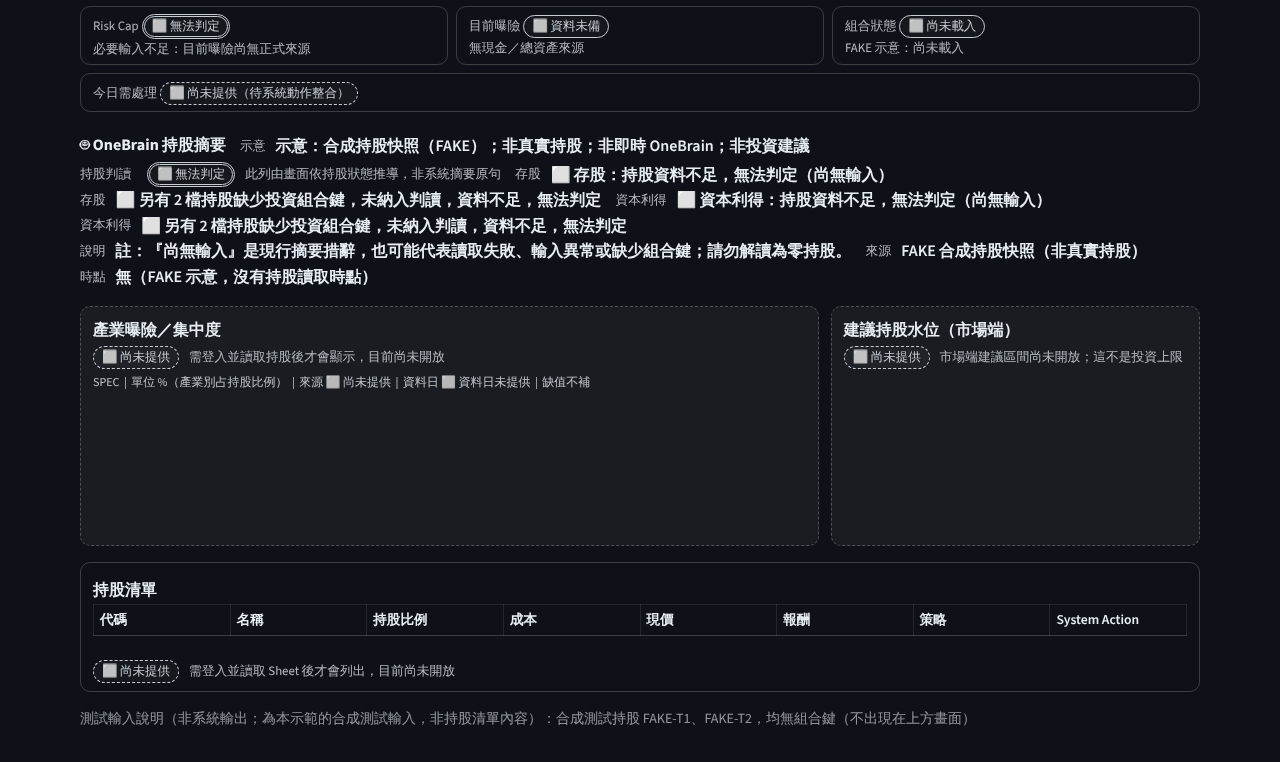 Risk Cap ⬜ 無法判定
必要輸入不足：目前曝險尚無正式來源
目前曝險 ⬜ 資料未備
無現金／總資產來源
組合狀態 ⬜ 尚未載入
FAKE 示意：尚未載入
今日需處理 ⬜ 尚未提供（待系統動作整合）
OneBrain 持股摘要 示意 示意：合成持股快照（FAKE）；非真實持股；非即時 OneBrain；非投資建議
持股判讀 ⬜ 無法判定 此列由畫面依持股狀態推導，非系統摘要原句 存股 ⬜ 存股：持股資料不足，無法判定（尚無輸入）
存股 ⬜ 另有 2 檔持股缺少投資組合鍵，未納入判讀，資料不足，無法判定 資本利得 ⬜ 資本利得：持股資料不足，無法判定（尚無輸入）
資本利得 ⬜ 另有 2 檔持股缺少投資組合鍵，未納入判讀，資料不足，無法判定
說明 註：『尚無輸入』是現行摘要措辭，也可能代表讀取失敗、輸入異常或缺少組合鍵；請勿解讀為零持股。 來源 FAKE 合成持股快照（非真實持股）
時點 無（FAKE 示意，沒有持股讀取時點）
產業曝險／集中度
⬜ 尚未提供 需登入並讀取持股後才會顯示，目前尚未開放
SPEC｜單位 %（產業別占持股比例）｜來源 ⬜ 尚未提供｜資料日 ⬜ 資料日未提供｜缺值不補
建議持股水位（市場端）
⬜ 尚未提供 市場端建議區間尚未開放；這不是投資上限
持股清單
代碼 名稱 持股比例 成本 現價 報酬 策略 System Action
⬜ 尚未提供 需登入並讀取 Sheet 後才會列出，目前尚未開放
測試輸入說明（非系統輸出；為本示範的合成測試輸入，非持股清單內容）：合成測試持股 FAKE-T1、FAKE-T2，均無組合鍵（不出現在上方畫面）